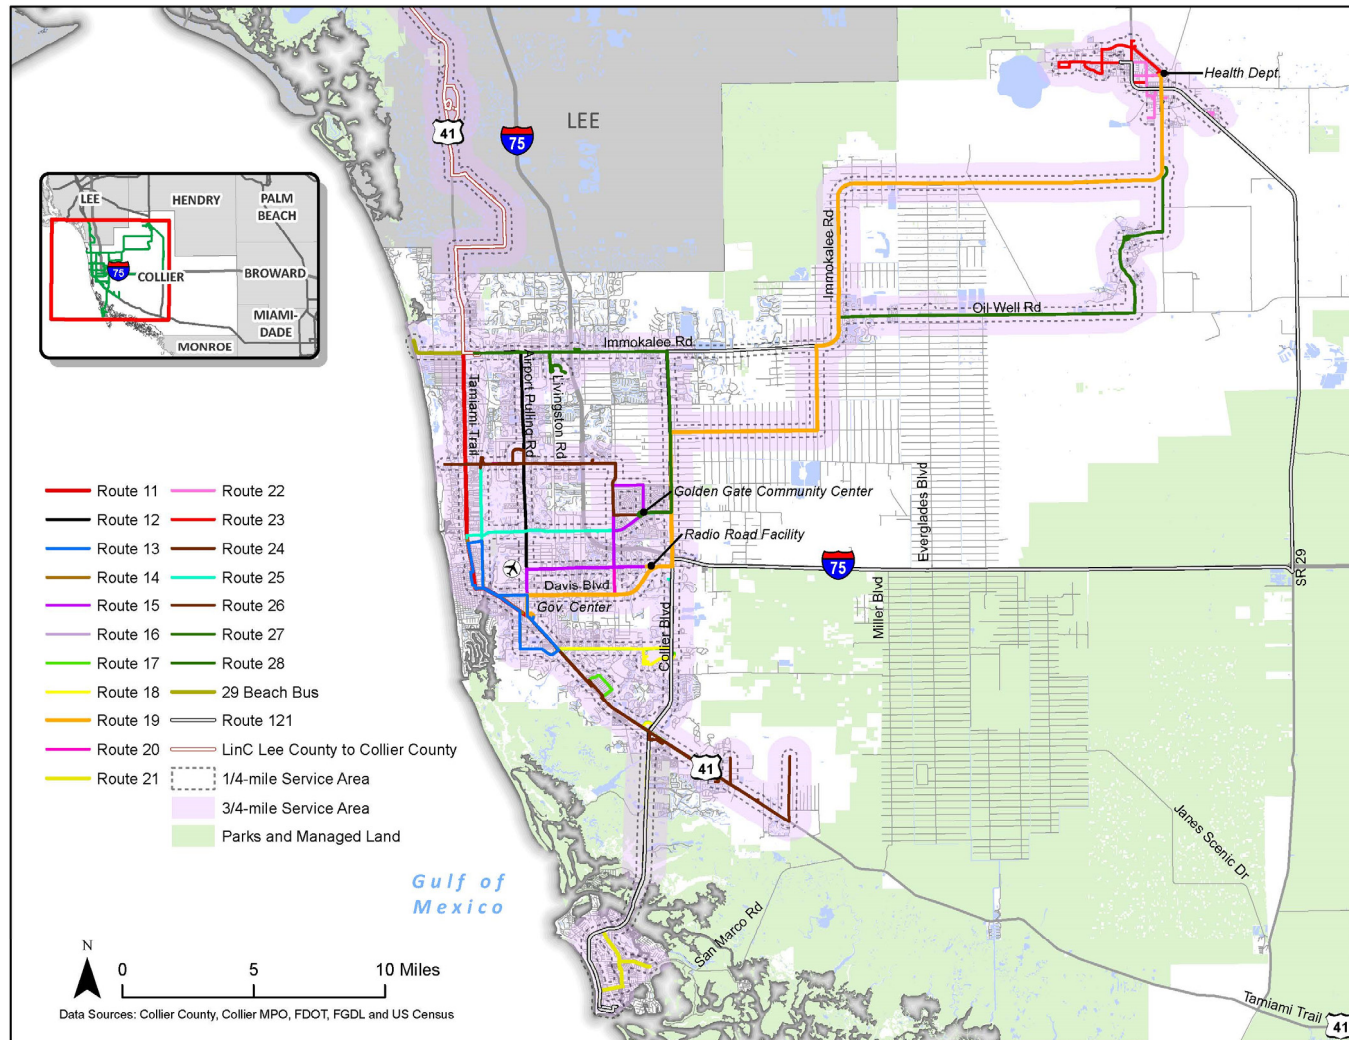 41
75
LEE
Health Dept.
LEE
HENDRY
PALM
BEACH
75
COLLIER
BROWARD
MIAMI-
DADE
MONROE
Immokalee Rd
Oil Well Rd
Immokalee Rd
Tamiami Trail
Airport Pulling Rd
Livingston Rd
Golden Gate Community Center
Radio Road Facility
Everglades Blvd
75
SR 29
Davis Blvd
Gov. Center
Collier Blvd
Miller Blvd
Route 11
Route 12
Route 13
Route 14
Route 15
Route 16
Route 17
Route 18
Route 19
Route 20
Route 21
Route 22
Route 23
Route 24
Route 25
Route 26
Route 27
Route 28
29 Beach Bus
Route 121
LinC Lee County to Collier County
1/4-mile Service Area
3/4-mile Service Area
Parks and Managed Land
41
Janes Scenic Dr
Gulf of
Mexico
San Marco Rd
Tamiami Trail
41
N
0 5 10 Miles
Data Sources: Collier County, Collier MPO, FDOT, FGDL and US Census